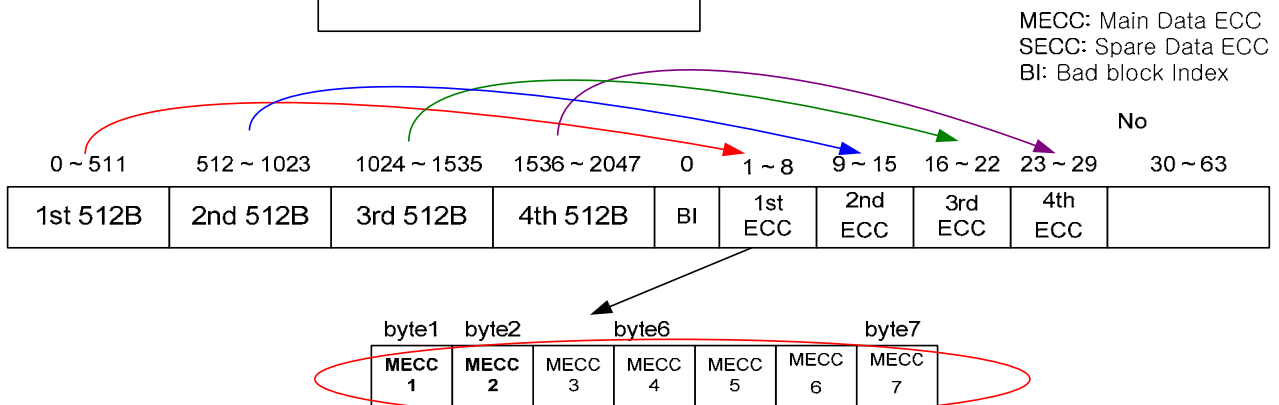 MECC: Main Data ECC
SECC: Spare Data ECC
BI: Bad block Index
No
0 ~ 511 512 ~ 1023 1024 ~ 1535 1536 ~ 2047 0 1 ~ 8 9 ~ 15 16 ~ 22 23 ~ 29 30 ~ 63
1st 512B 2nd 512B 3rd 512B 4th 512B BI 1st ECC 2nd ECC 3rd ECC 4th ECC
byte1 byte2 byte6 byte7
MECC 1 MECC 2 MECC 3 MECC 4 MECC 5 MECC 6 MECC 7